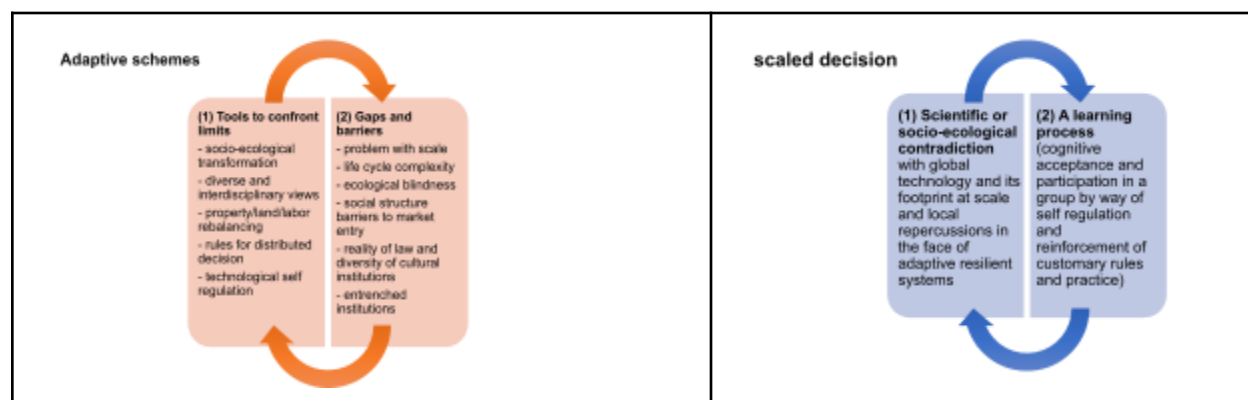 Adaptive schemes
(1) Tools to confront
limits
- socio-ecological
transformation
- diverse and
interdisciplinary views
- property/land/labor
rebalancing
- rules for distributed
decision
- technological self
regulation
(2) Gaps and
barriers
- problem with scale
- life cycle complexity
- ecological blindness
- social structure
barriers to market
entry
- reality of law and
diversity of cultural
institutions
- entrenched
institutions
scaled decision
(1) Scientific or
socio-ecological
contradiction
with global
technology and its
footprint at scale
and local
repercussions in
the face of
adaptive resilient
systems
(2) A learning
process
(cognitive
acceptance and
participation in a
group by way of
self regulation
and
reinforcement of
customary rules
and practice)